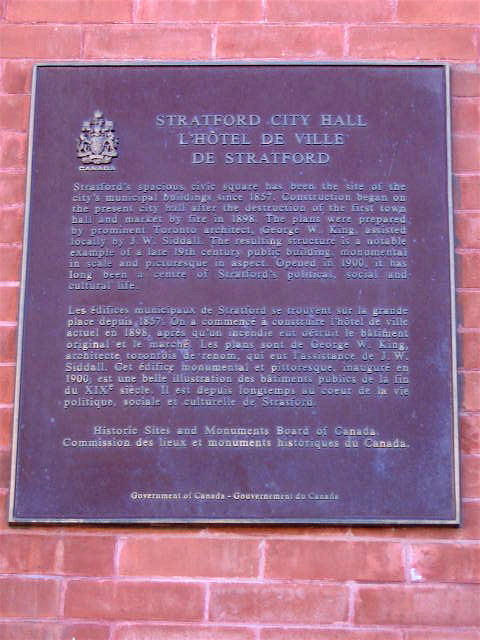 STRATFORD CITY HALL
L'HÔTEL DE VILLE
DE STRATFORD
CANADA
Stratford's spacious civic square has been the site of the
city's municipal buildings since 1857. Construction began on
the present city hall after the destruction of the first town
hall and market by fire in 1898. The plans were prepared
by prominent Toronto architect, George W. King, assisted
locally by J. W. Siddall. The resulting structure is a notable
example of a late 19th century public building, monumental
in scale and picturesque in aspect. Opened in 1900, it has
long been a centre of Stratford's political, social and
cultural life.
Les édifices municipaux de Stratford se trouvent sur la grande
place depuis 1857. On a commencé à construire l'hôtel de ville
actuel en 1898, après qu'un incendie eut détruit le bâtiment
original et le marché. Les plans sont de George W. King,
architecte torontois de renom, qui eut l'assistance de J. W.
Siddall. Cet édifice monumental et pittoresque, inauguré en
1900, est une belle illustration des bâtiments publics de la fin
du XIXe siècle. Il est depuis longtemps au coeur de la vie
politique, sociale et culturelle de Stratford.
Historic Sites and Monuments Board of Canada.
Commission des lieux et monuments historiques du Canada.
Government of Canada - Gouvernement du Canada